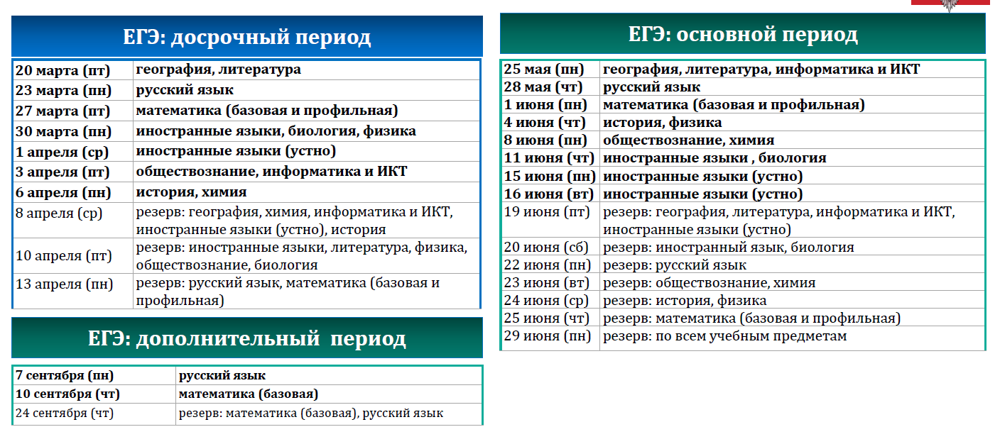 ЕГЭ: досрочный период
20 марта (пт) география, литература
23 марта (пн) русский язык
27 марта (пт) математика (базовая и профильная)
30 марта (пн) иностранные языки, биология, физика
1 апреля (ср) иностранные языки (устно)
3 апреля (пт) обществознание, информатика и ИКТ
6 апреля (пн) история, химия
8 апреля (ср) резерв: география, химия, информатика и ИКТ,
иностранные языки (устно), история
10 апреля (пт) резерв: иностранные языки, литература, физика,
обществознание, биология
13 апреля (пн) резерв: русский язык, математика (базовая и
профильная)
ЕГЭ: дополнительный период
7 сентября (пн) русский язык
10 сентября (чт) математика (базовая)
24 сентября (чт) резерв: математика (базовая), русский язык
ЕГЭ: основной период
25 мая (пн) география, литература, информатика и ИКТ
28 мая (чт) русский язык
1 июня (пн) математика (базовая и профильная)
4 июня (чт) история, физика
8 июня (пн) обществознание, химия
11 июня (чт) иностранные языки , биология
15 июня (пн) иностранные языки (устно)
16 июня (вт) иностранные языки (устно)
19 июня (пт) резерв: география, литература, информатика и ИКТ,
иностранные языки (устно)
20 июня (сб) резерв: иностранный язык, биология
22 июня (пн) резерв: русский язык
23 июня (вт) резерв: обществознание, химия
24 июня (ср) резерв: история, физика
25 июня (чт) резерв: математика (базовая и профильная)
29 июня (пн) резерв: по всем учебным предметам